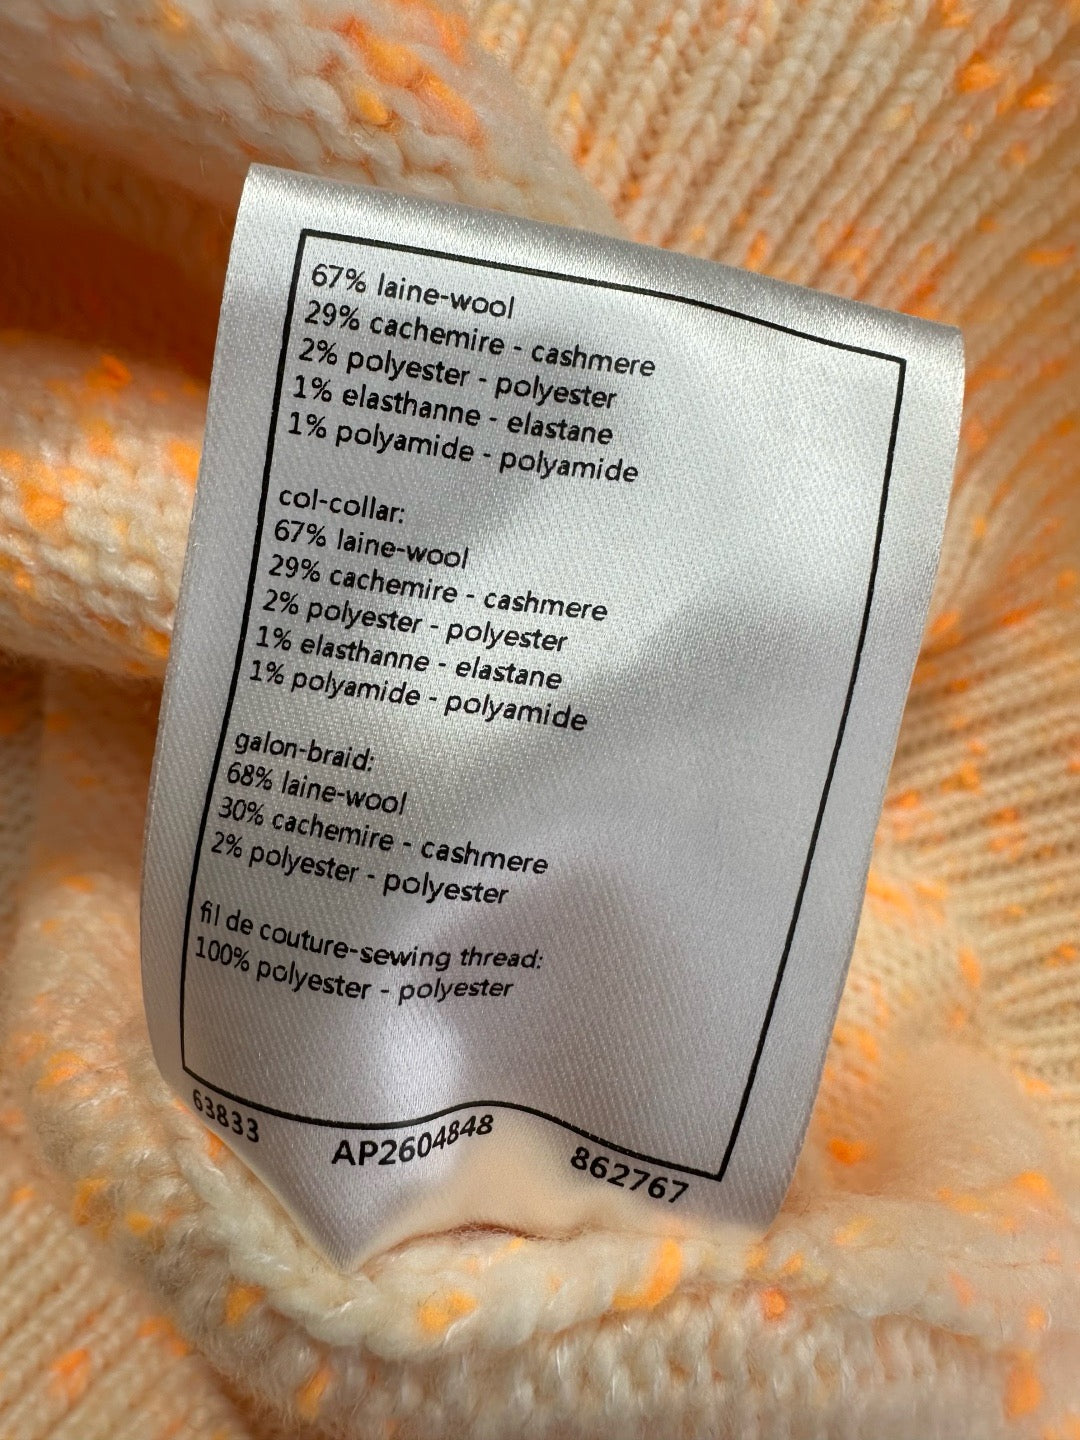 67% laine-wool
29% cachemire - cashmere
2% polyester - polyester
1% elasthanne - elastane
1% polyamide - polyamide
col-collar:
67% laine-wool
29% cachemire - cashmere
2% polyester - polyester
1% elasthanne - elastane
1% polyamide - polyamide
galon-braid:
68% laine-wool
30% cachemire - cashmere
2% polyester - polyester
fil de couture-sewing thread:
100% polyester - polyester
63833 AP2604848 862767